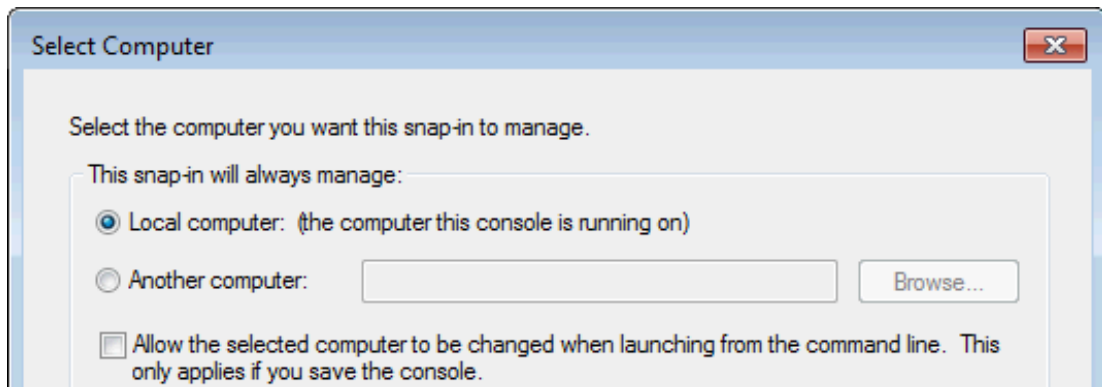 Select Computer
Select the computer you want this snap-in to manage.
This snap-in will always manage:
Local computer:  (the computer this console is running on)
Another computer:
Browse...
Allow the selected computer to be changed when launching from the command line.  This
only applies if you save the console.